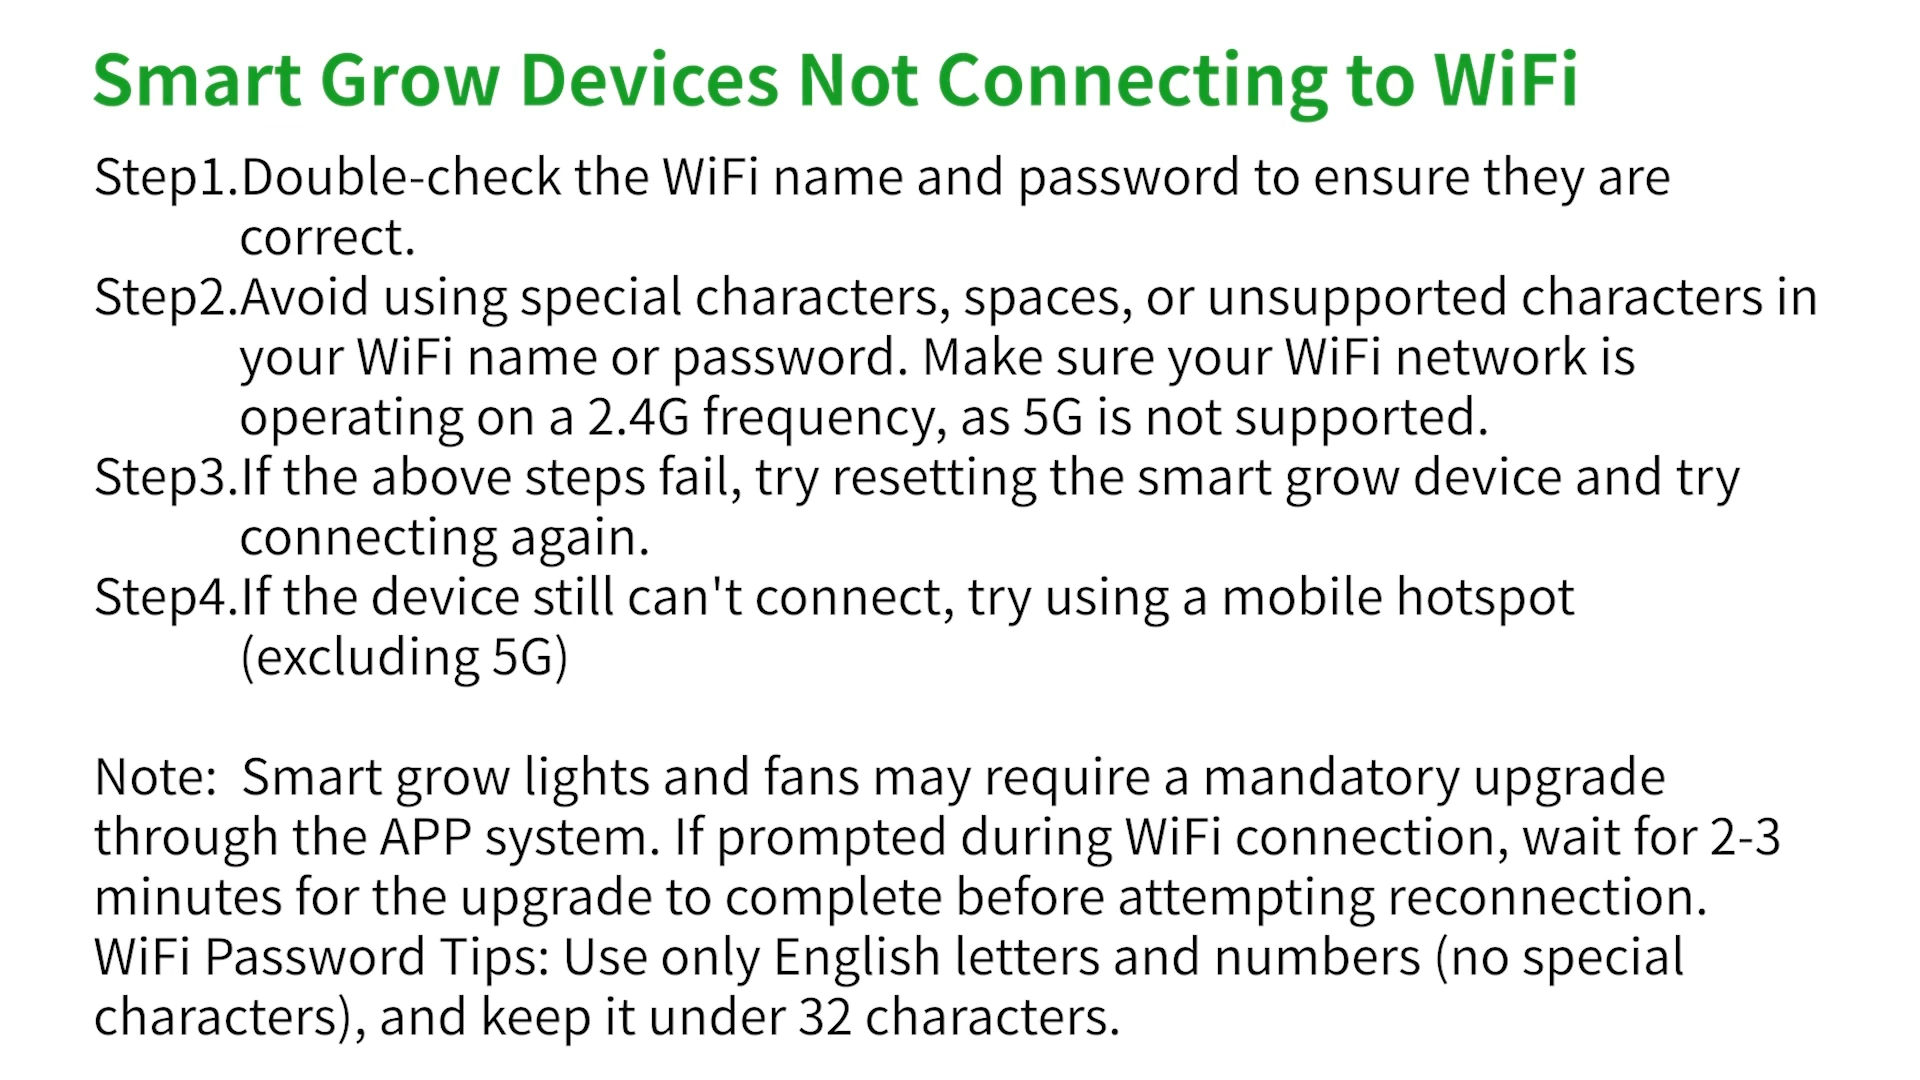 Smart Grow Devices Not Connecting to WiFi
Step1.Double-check the WiFi name and password to ensure they are
correct.
Step2.Avoid using special characters, spaces, or unsupported characters in
your WiFi name or password. Make sure your WiFi network is
operating on a 2.4G frequency, as 5G is not supported.
Step3.If the above steps fail, try resetting the smart grow device and try
connecting again.
Step4.If the device still can't connect, try using a mobile hotspot
(excluding 5G)
Note: Smart grow lights and fans may require a mandatory upgrade
through the APP system. If prompted during WiFi connection, wait for 2-3
minutes for the upgrade to complete before attempting reconnection.
WiFi Password Tips: Use only English letters and numbers (no special
characters), and keep it under 32 characters.